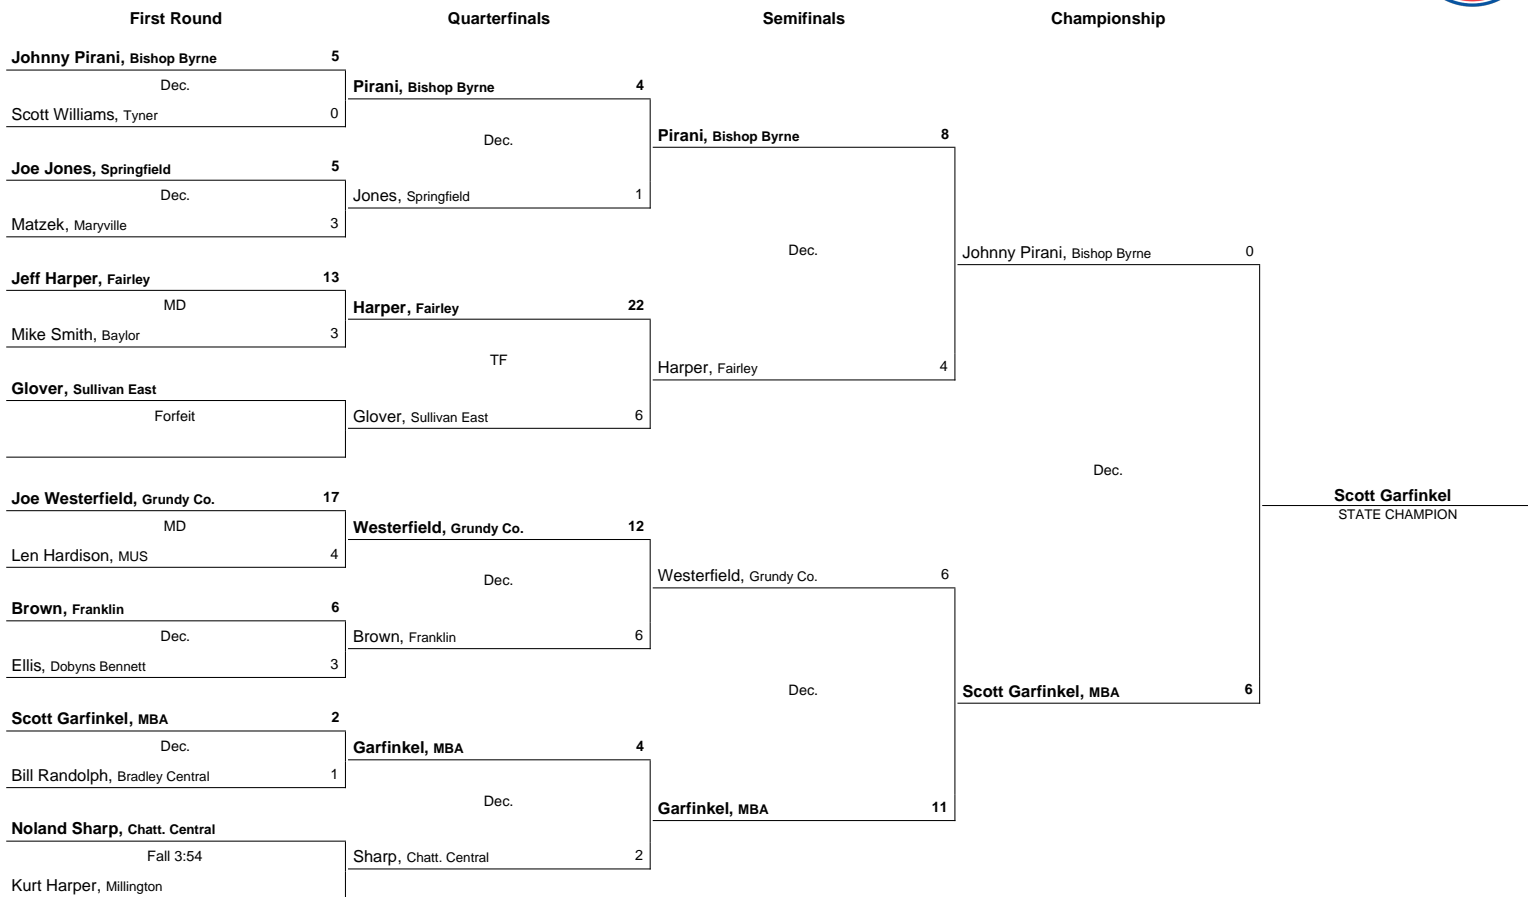 First Round Quarterfinals Semifinals Championship
Johnny Pirani, Bishop Byrne 5
Dec.
Scott Williams, Tyner 0
Joe Jones, Springfield 5
Dec.
Matzek, Maryville 3
Jeff Harper, Fairley 13
MD
Mike Smith, Baylor 3
Glover, Sullivan East
Forfeit
Joe Westerfield, Grundy Co. 17
MD
Len Hardison, MUS 4
Brown, Franklin 6
Dec.
Ellis, Dobyns Bennett 3
Scott Garfinkel, MBA 2
Dec.
Bill Randolph, Bradley Central 1
Noland Sharp, Chatt. Central
Fall 3:54
Kurt Harper, Millington
Pirani, Bishop Byrne 4
Dec.
Jones, Springfield 1
Harper, Fairley 22
TF
Glover, Sullivan East 6
Westerfield, Grundy Co. 12
Dec.
Brown, Franklin 6
Garfinkel, MBA 4
Dec.
Sharp, Chatt. Central 2
Pirani, Bishop Byrne 8
Dec.
Harper, Fairley 4
Westerfield, Grundy Co. 6
Dec.
Garfinkel, MBA 11
Johnny Pirani, Bishop Byrne 0
Dec.
Scott Garfinkel, MBA 6
Scott Garfinkel
STATE CHAMPION